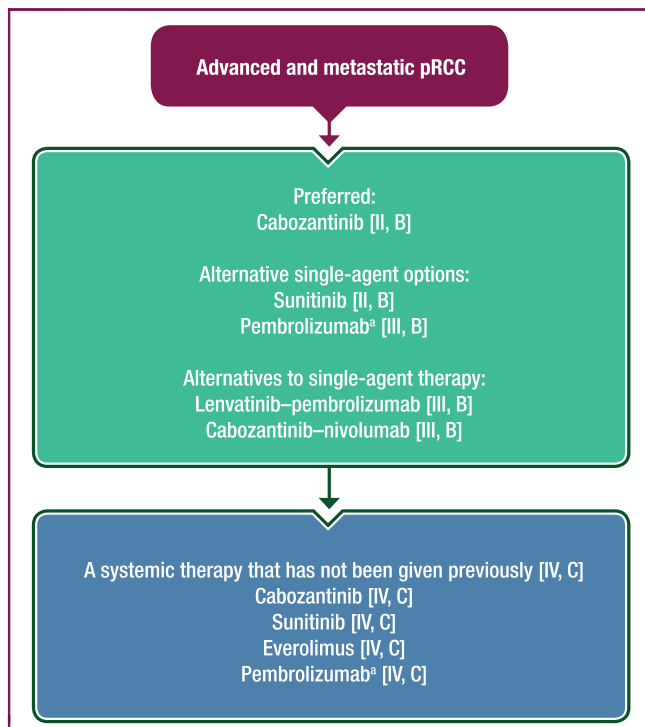 Advanced and metastatic pRCC
Preferred:
Cabozantinib [II, B]
Alternative single-agent options:
Sunitinib [II, B]
Pembrolizumabᵃ [III, B]
Alternatives to single-agent therapy:
Lenvatinib–pembrolizumab [III, B]
Cabozantinib–nivolumab [III, B]
A systemic therapy that has not been given previously [IV, C]
Cabozantinib [IV, C]
Sunitinib [IV, C]
Everolimus [IV, C]
Pembrolizumabᵃ [IV, C]